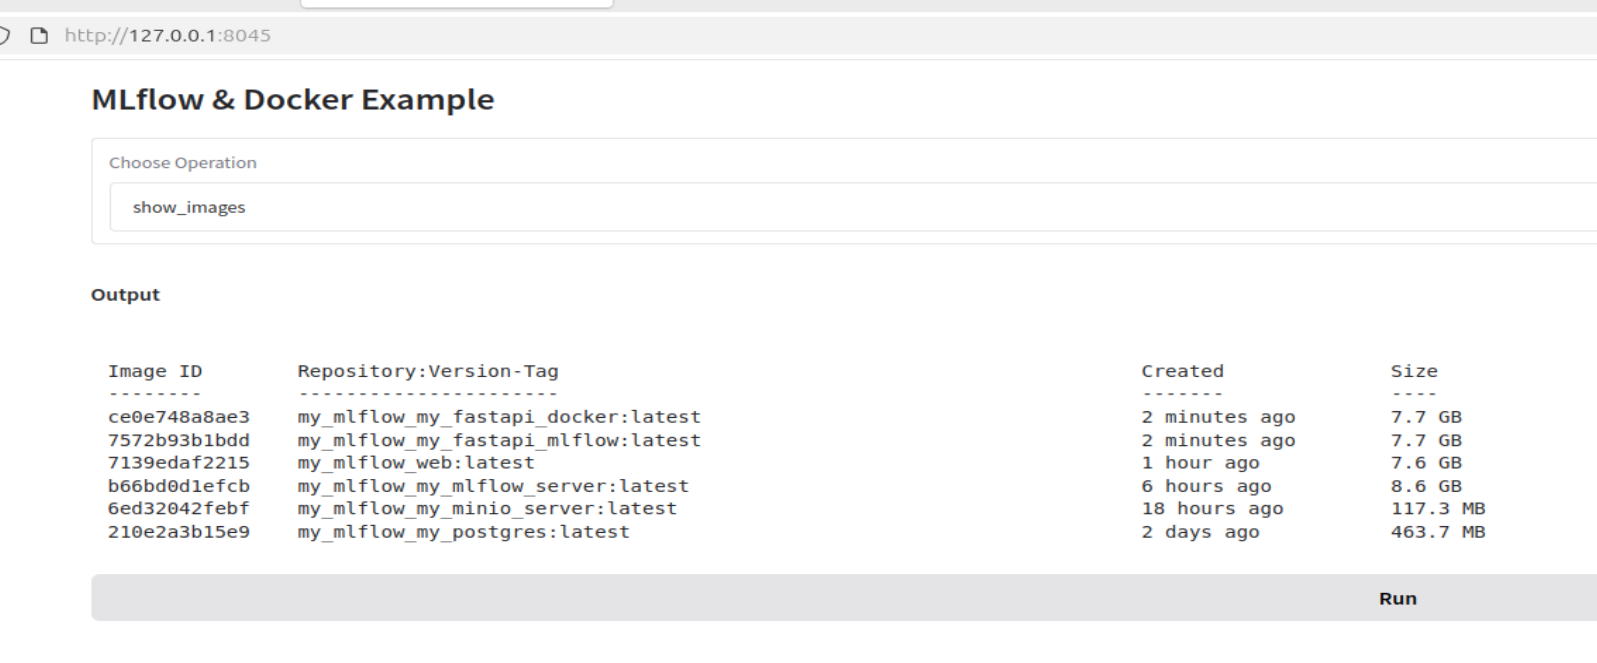 http://127.0.0.1:8045
MLflow & Docker Example
Choose Operation
show_images
Output
Image ID Repository:Version-Tag Created Size
-------- ---------------------- ------- ----
ce0e748a8ae3 my_mlflow_my_fastapi_docker:latest 2 minutes ago 7.7 GB
7572b93b1bdd my_mlflow_my_fastapi_mlflow:latest 2 minutes ago 7.7 GB
7139edaf2215 my_mlflow_web:latest 1 hour ago 7.6 GB
b66bd0d1efcb my_mlflow_my_mlflow_server:latest 6 hours ago 8.6 GB
6ed32042febf my_mlflow_my_minio_server:latest 18 hours ago 117.3 MB
210e2a3b15e9 my_mlflow_my_postgres:latest 2 days ago 463.7 MB
Run